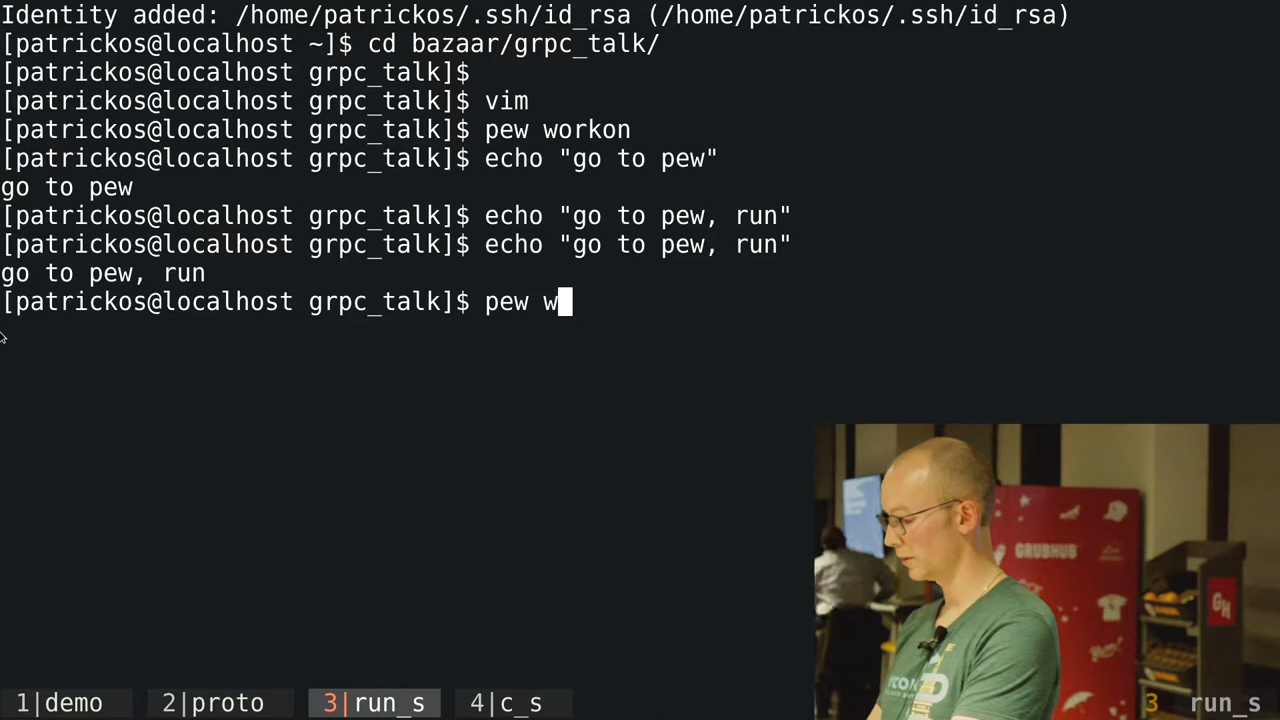 Identity added: /home/patrickos/.ssh/id_rsa (/home/patrickos/.ssh/id_rsa)
[patrickos@localhost ~]$ cd bazaar/grpc_talk/
[patrickos@localhost grpc_talk]$
[patrickos@localhost grpc_talk]$ vim
[patrickos@localhost grpc_talk]$ pew workon
[patrickos@localhost grpc_talk]$ echo "go to pew"
go to pew
[patrickos@localhost grpc_talk]$ echo "go to pew, run"
[patrickos@localhost grpc_talk]$ echo "go to pew, run"
go to pew, run
[patrickos@localhost grpc_talk]$ pew w
GRUBHUB
GH
1|demo 2|proto 3|run_s 4|c_s 3 run_s